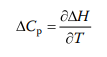 ΔC_P = ∂ΔH/∂T